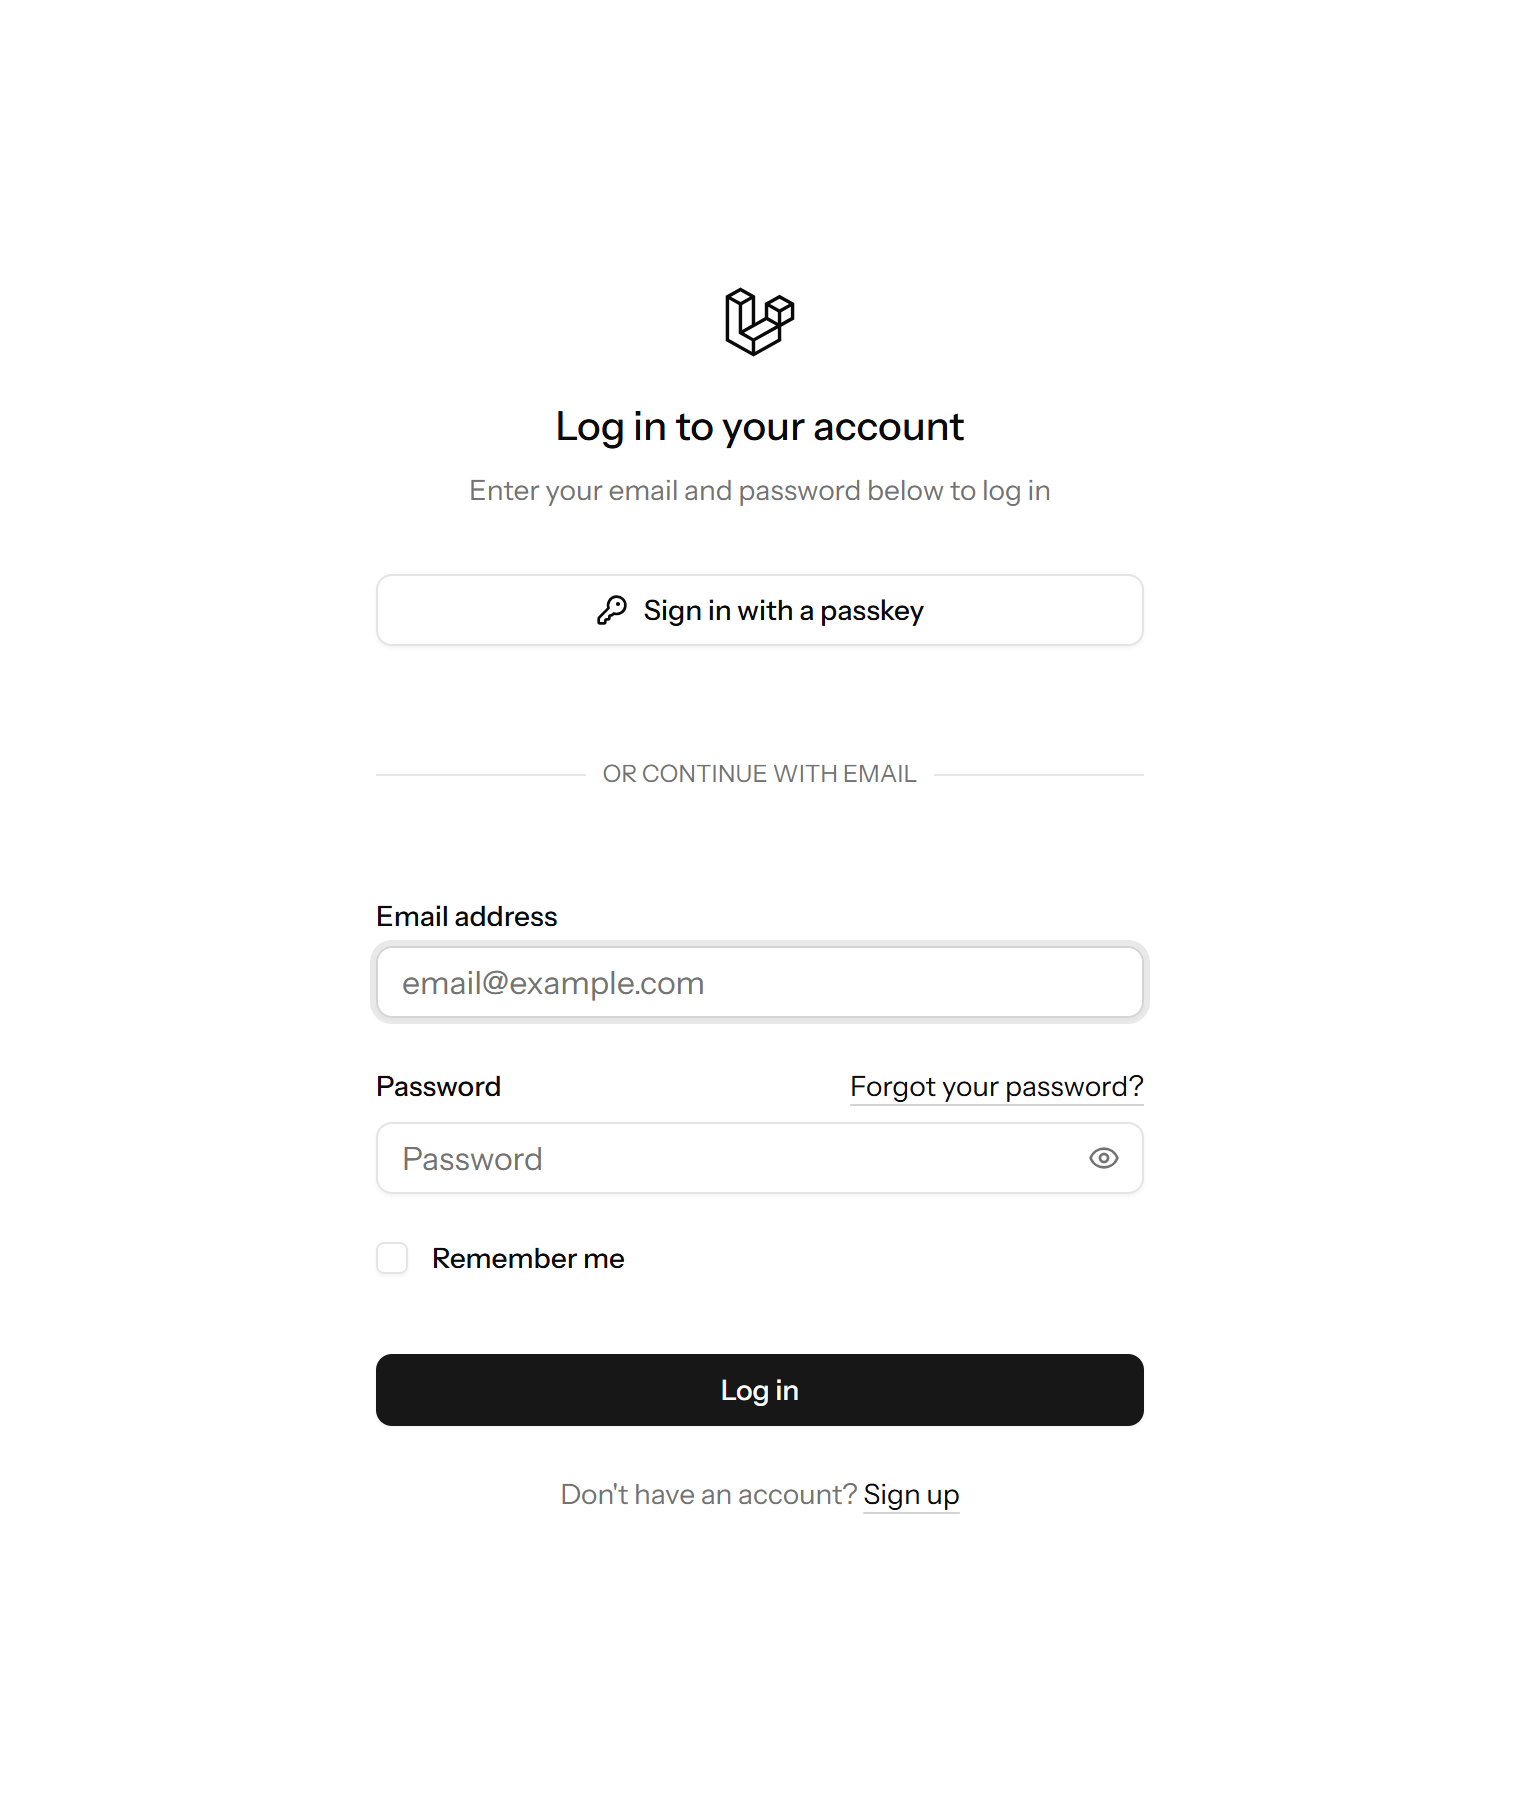 Log in to your account
Enter your email and password below to log in
Sign in with a passkey
OR CONTINUE WITH EMAIL
Email address
email@example.com
Password Forgot your password?
Password
Remember me
Log in
Don't have an account? Sign up